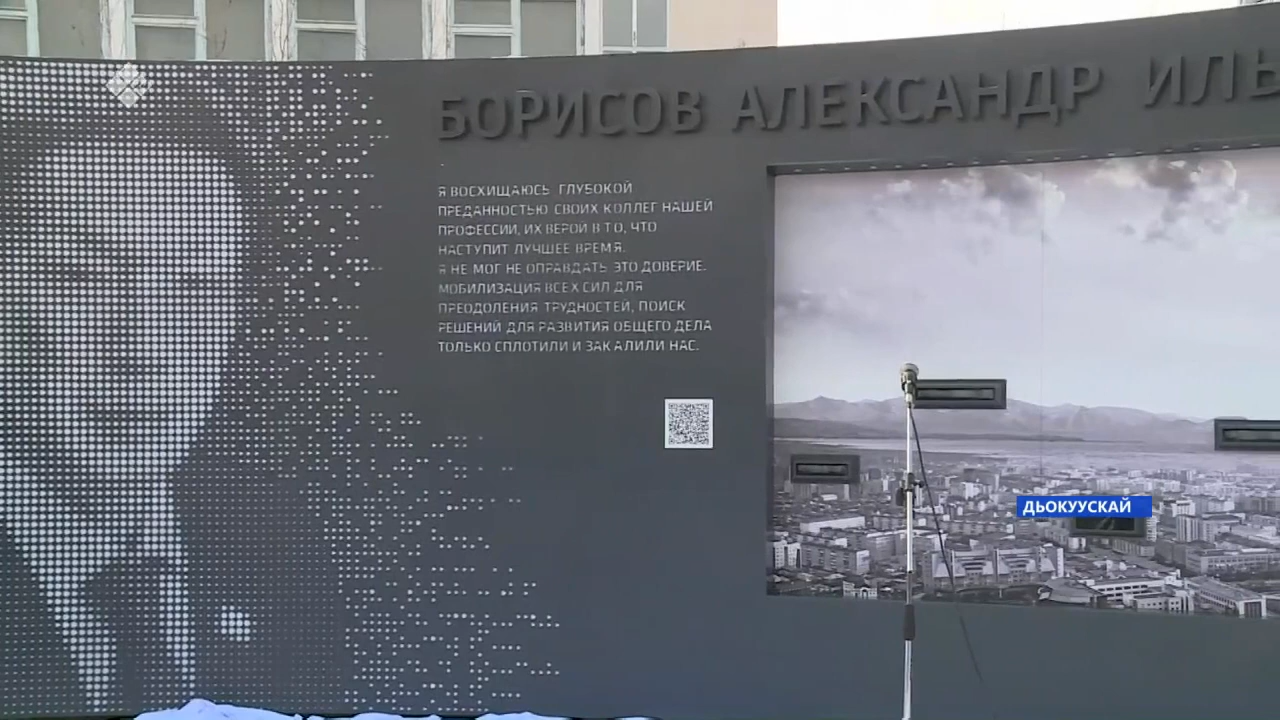 БОРИСОВ АЛЕКСАНДР ИЛЬ
Я ВОСХИЩАЮСЬ ГЛУБОКОЙ
ПРЕДАННОСТЬЮ СВОИХ КОЛЛЕГ НАШЕЙ
ПРОФЕССИИ, ИХ ВЕРОЙ В ТО, ЧТО
НАСТУПИТ ЛУЧШЕЕ ВРЕМЯ.
Я НЕ МОГ НЕ ОПРАВДАТЬ ЭТО ДОВЕРИЕ.
МОБИЛИЗАЦИЯ ВСЕХ СИЛ ДЛЯ
ПРЕОДОЛЕНИЯ ТРУДНОСТЕЙ, ПОИСК
РЕШЕНИЙ ДЛЯ РАЗВИТИЯ ОБЩЕГО ДЕЛА
ТОЛЬКО СПЛОТИЛИ И ЗАКАЛИЛИ НАС.
ДЬОКУУСКАЙ